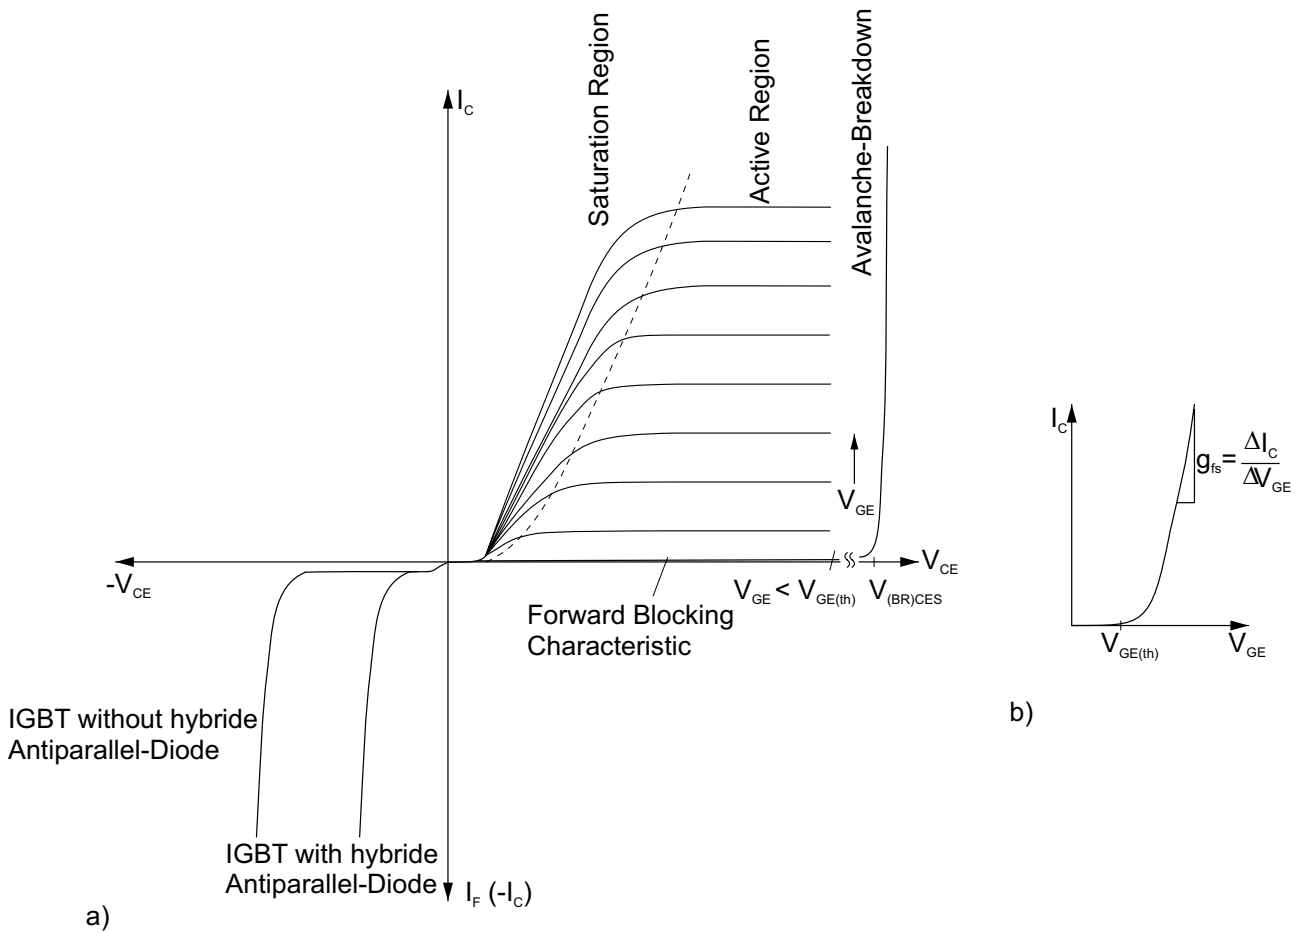 Saturation Region
Active Region
Avalanche-Breakdown
I_C
V_GE
-V_CE
V_CE
V_GE < V_GE(th)
V_(BR)CES
Forward Blocking
Characteristic
IGBT without hybride
Antiparallel-Diode
IGBT with hybride
Antiparallel-Diode
I_F (-I_C)
a)
I_C
g_fs = ΔI_C
ΔV_GE
V_GE(th)
V_GE
b)